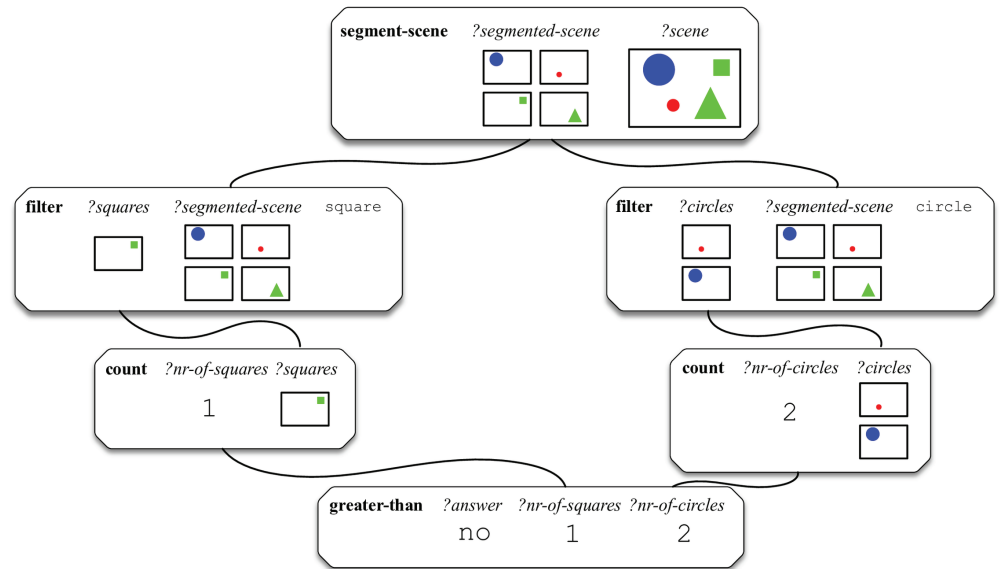 segment-scene ?segmented-scene ?scene
filter ?squares ?segmented-scene square
filter ?circles ?segmented-scene circle
count ?nr-of-squares ?squares
1
count ?nr-of-circles ?circles
2
greater-than ?answer ?nr-of-squares ?nr-of-circles
no 1 2